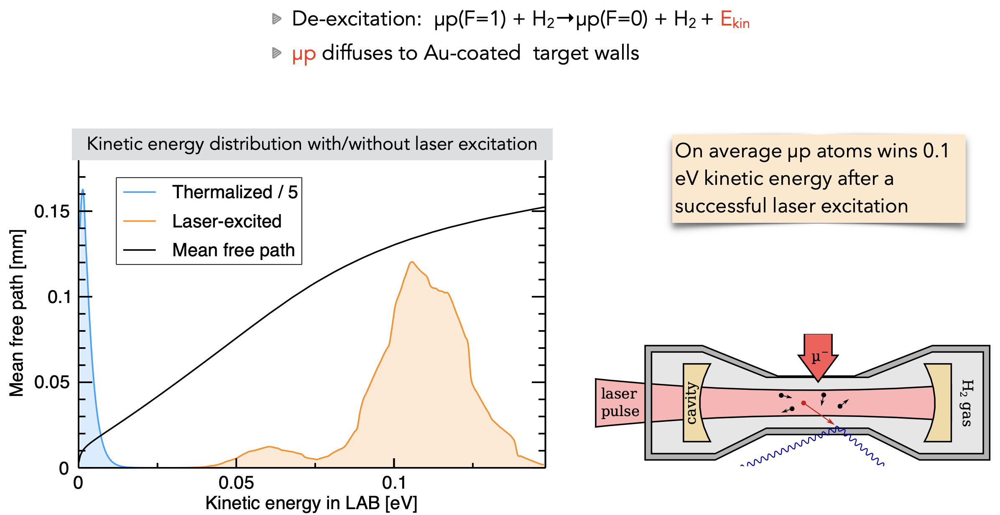 De-excitation: µp(F=1) + H₂→µp(F=0) + H₂ + Eₖᵢₙ
µp diffuses to Au-coated target walls
Kinetic energy distribution with/without laser excitation
On average µp atoms wins 0.1
eV kinetic energy after a
successful laser excitation
Thermalized / 5
Laser-excited
Mean free path
Mean free path [mm]
0.15
0.1
0.05
0
0
0.05
0.1
Kinetic energy in LAB [eV]
µ⁻
laser
pulse
cavity
H₂ gas